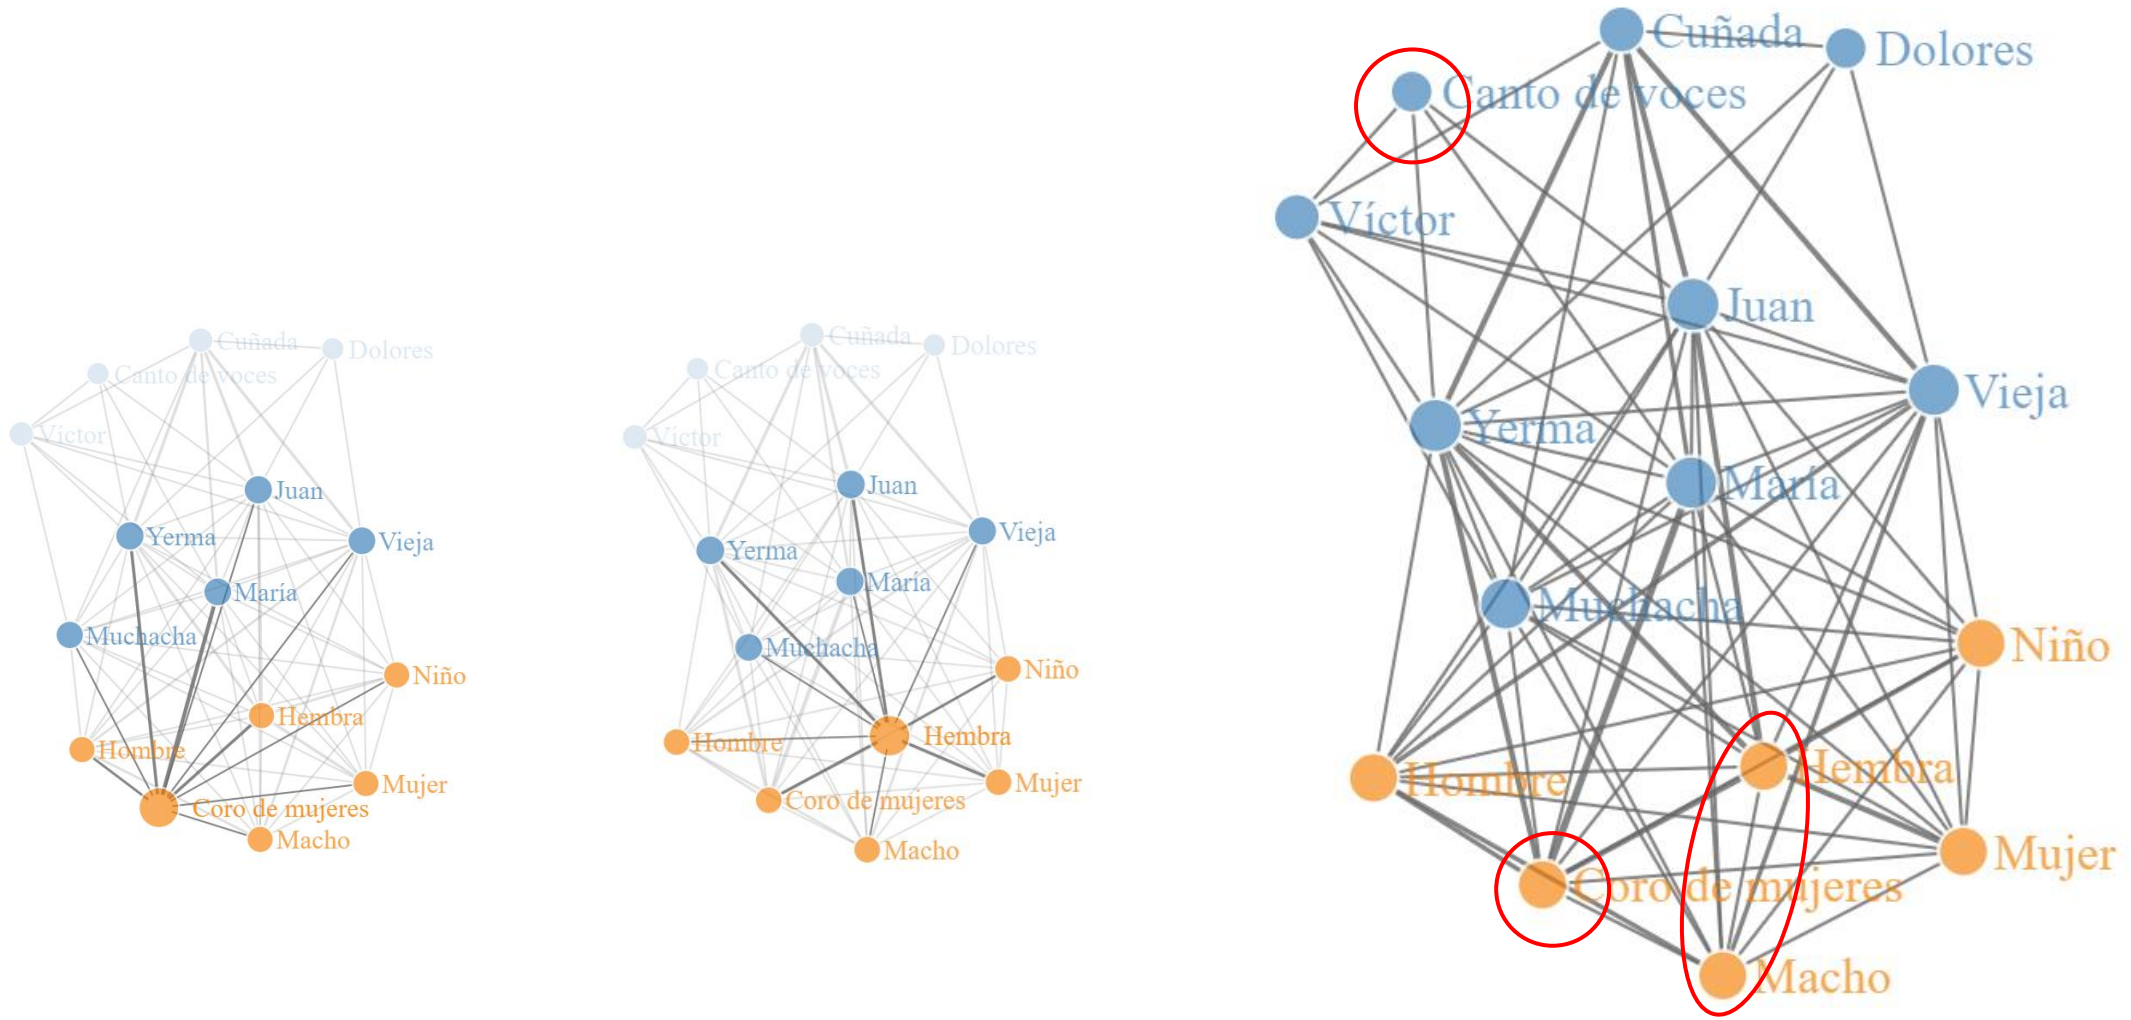 Cuñada
Dolores
Canto de voces
Víctor
Juan
Yerma
Vieja
María
Muchacha
Niño
Hembra
Hombre
Mujer
Coro de mujeres
Macho
Cuñada
Dolores
Canto de voces
Víctor
Juan
Vieja
Yerma
María
Muchacha
Niño
Hembra
Hombre
Mujer
Coro de mujeres
Macho
Cuñada
Dolores
Canto de voces
Víctor
Juan
Vieja
Yerma
María
Muchacha
Niño
Hembra
Hombre
Mujer
Coro de mujeres
Macho